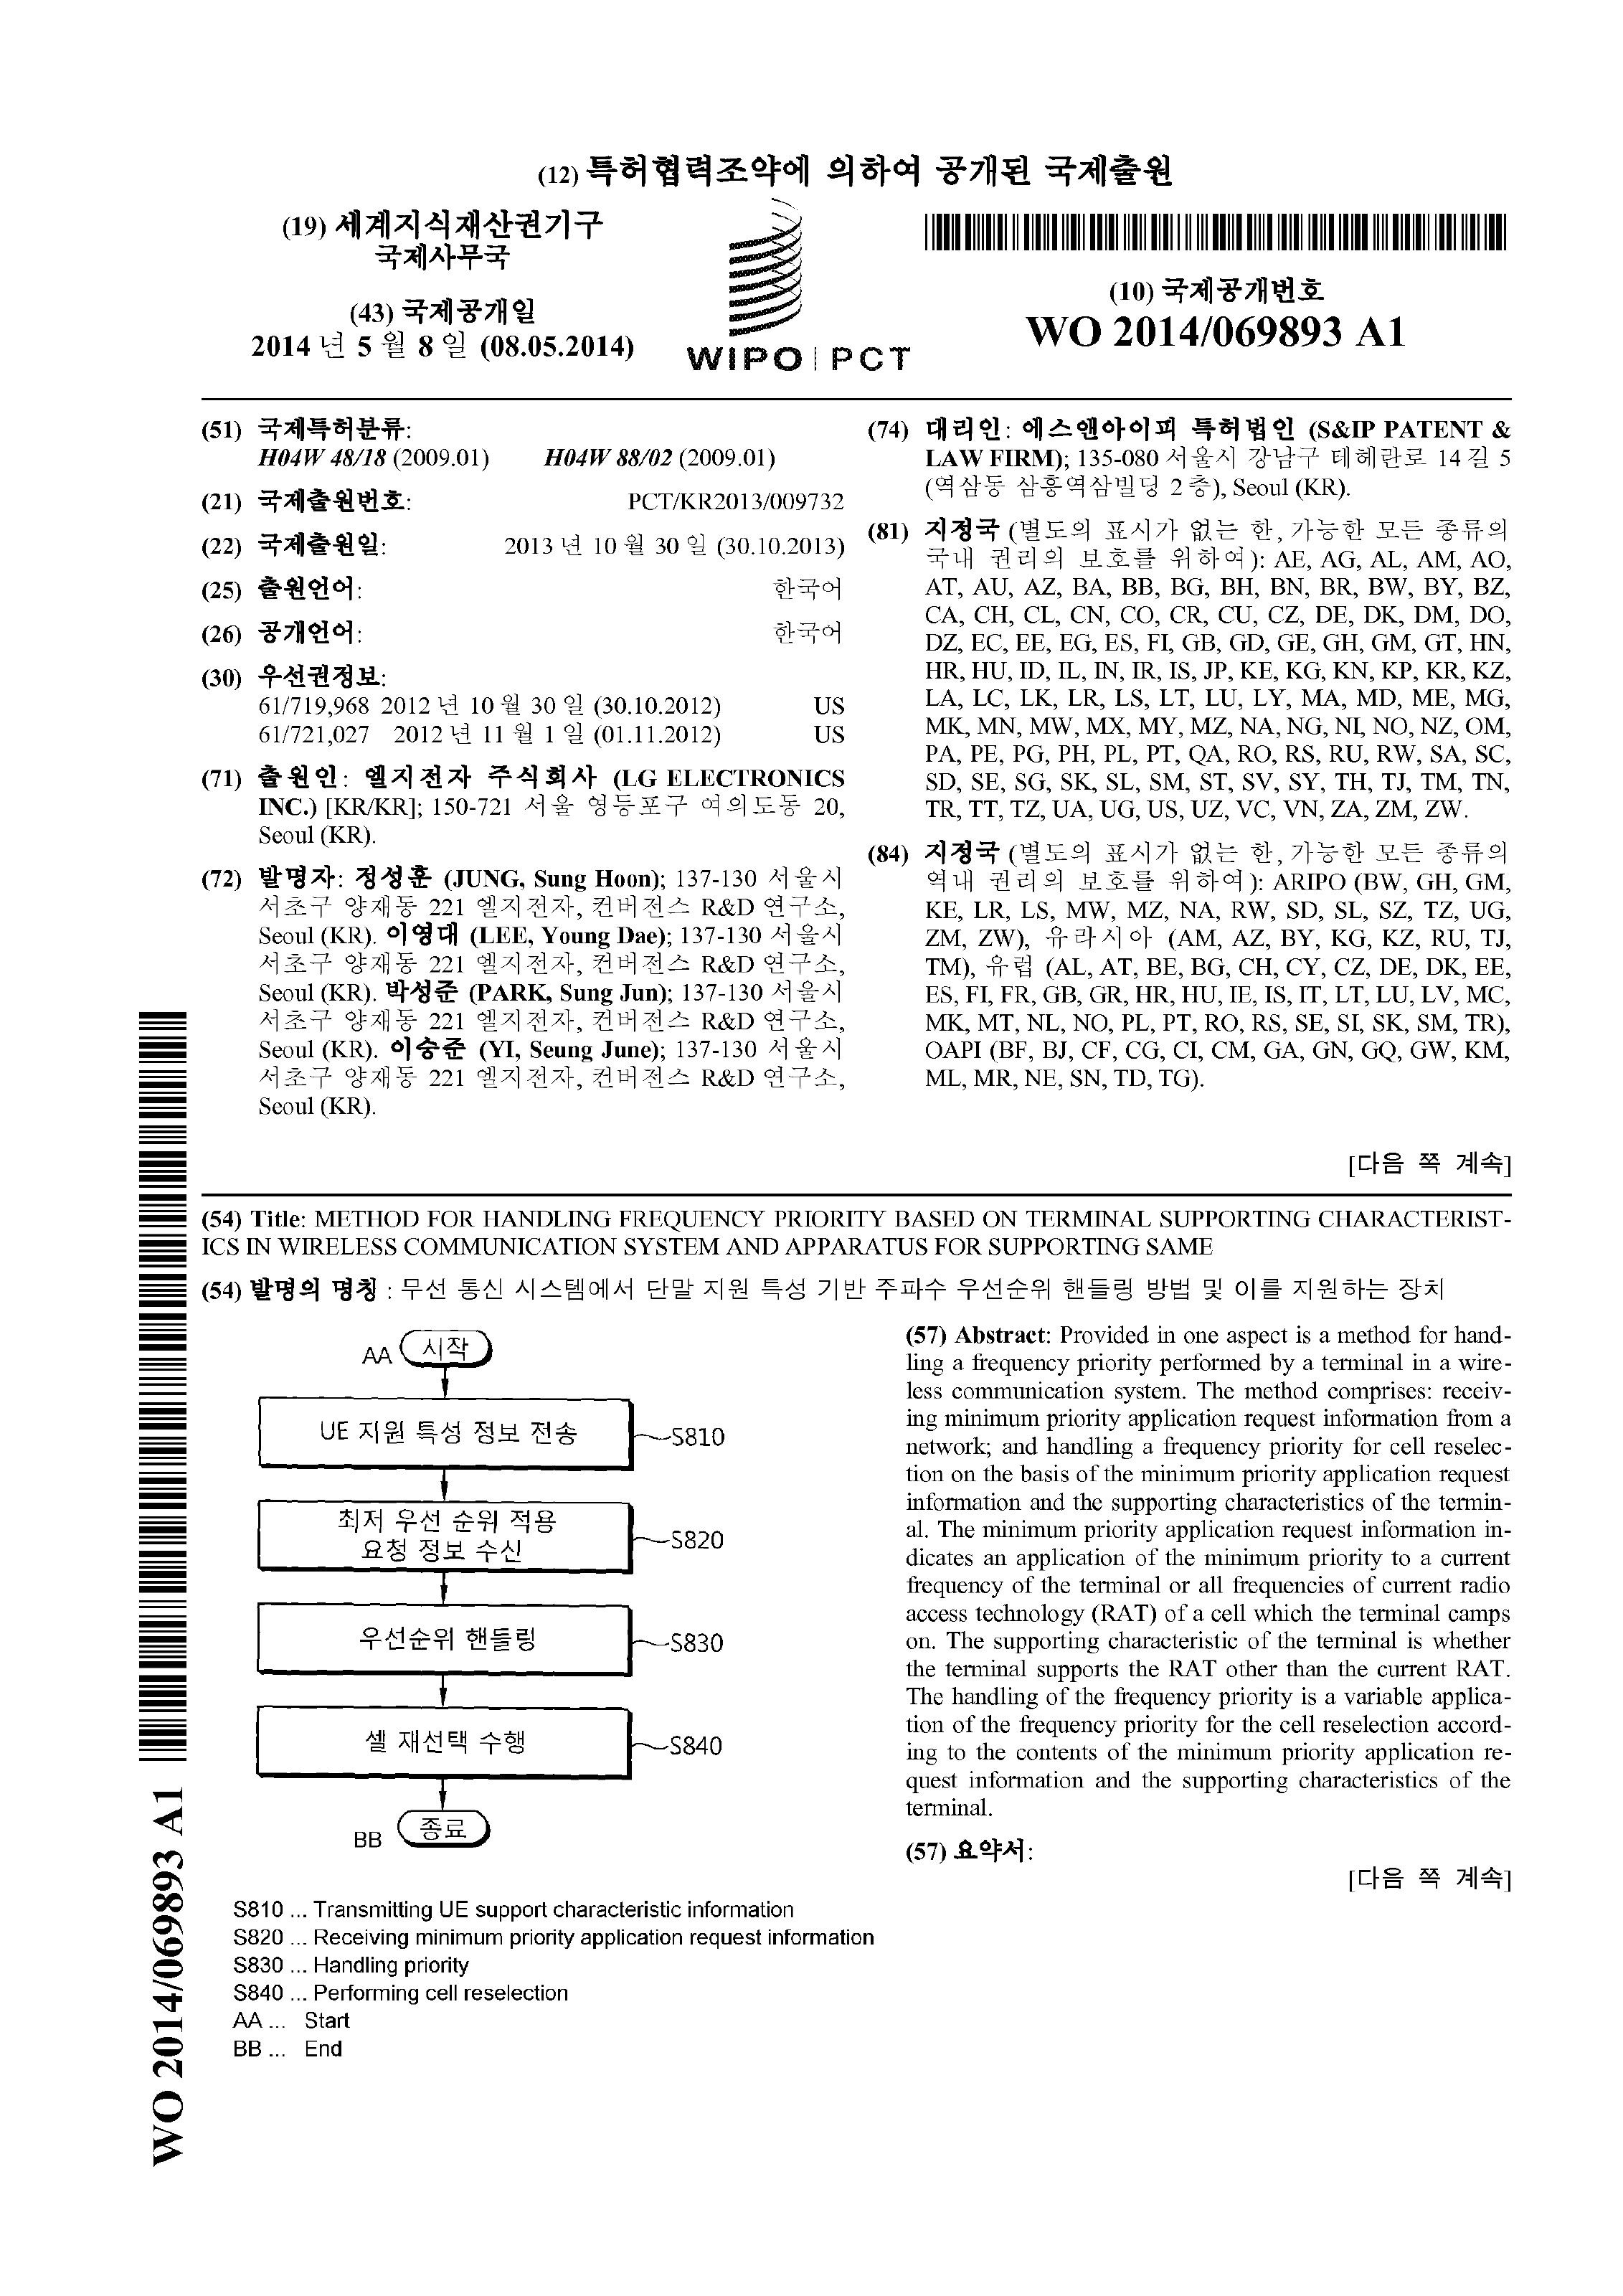 (12) 특허협력조약에 의하여 공개된 국제출원
(19) 세계지식재산권기구
국제사무국
(43) 국제공개일
2014 년 5 월 8 일 (08.05.2014)
WIPO | PCT
(10) 국제공개번호
WO 2014/069893 A1
(51) 국제특허분류:
H04W 48/18 (2009.01) H04W 88/02 (2009.01)
(21) 국제출원번호: PCT/KR2013/009732
(22) 국제출원일: 2013 년 10 월 30 일 (30.10.2013)
(25) 출원언어: 한국어
(26) 공개언어: 한국어
(30) 우선권정보:
61/719,968 2012 년 10 월 30 일 (30.10.2012) US
61/721,027 2012 년 11 월 1 일 (01.11.2012) US
(71) 출원인: 엘지전자 주식회사 (LG ELECTRONICS
INC.) [KR/KR]; 150-721 서울 영등포구 여의도동 20,
Seoul (KR).
(72) 발명자: 정성훈 (JUNG, Sung Hoon); 137-130 서울시
서초구 양재동 221 엘지전자, 컨버전스 R&D 연구소,
Seoul (KR). 이영대 (LEE, Young Dae); 137-130 서울시
서초구 양재동 221 엘지전자, 컨버전스 R&D 연구소,
Seoul (KR). 박성준 (PARK, Sung Jun); 137-130 서울시
서초구 양재동 221 엘지전자, 컨버전스 R&D 연구소,
Seoul (KR). 이승준 (YI, Seung June); 137-130 서울시
서초구 양재동 221 엘지전자, 컨버전스 R&D 연구소,
Seoul (KR).
(74) 대리인: 에스앤아이피 특허법인 (S&IP PATENT &
LAW FIRM); 135-080 서울시 강남구 테헤란로 14 길 5
(역삼동 삼흥역삼빌딩 2 층), Seoul (KR).
(81) 지정국 (별도의 표시가 없는 한, 가능한 모든 종류의
국내 권리의 보호를 위하여): AE, AG, AL, AM, AO,
AT, AU, AZ, BA, BB, BG, BH, BN, BR, BW, BY, BZ,
CA, CH, CL, CN, CO, CR, CU, CZ, DE, DK, DM, DO,
DZ, EC, EE, EG, ES, FI, GB, GD, GE, GH, GM, GT, HN,
HR, HU, ID, IL, IN, IR, IS, JP, KE, KG, KN, KP, KR, KZ,
LA, LC, LK, LR, LS, LT, LU, LY, MA, MD, ME, MG,
MK, MN, MW, MX, MY, MZ, NA, NG, NI, NO, NZ, OM,
PA, PE, PG, PH, PL, PT, QA, RO, RS, RU, RW, SA, SC,
SD, SE, SG, SK, SL, SM, ST, SV, SY, TH, TJ, TM, TN,
TR, TT, TZ, UA, UG, US, UZ, VC, VN, ZA, ZM, ZW.
(84) 지정국 (별도의 표시가 없는 한, 가능한 모든 종류의
역내 권리의 보호를 위하여): ARIPO (BW, GH, GM,
KE, LR, LS, MW, MZ, NA, RW, SD, SL, SZ, TZ, UG,
ZM, ZW), 유라시아 (AM, AZ, BY, KG, KZ, RU, TJ,
TM), 유럽 (AL, AT, BE, BG, CH, CY, CZ, DE, DK, EE,
ES, FI, FR, GB, GR, HR, HU, IE, IS, IT, LT, LU, LV, MC,
MK, MT, NL, NO, PL, PT, RO, RS, SE, SI, SK, SM, TR),
OAPI (BF, BJ, CF, CG, CI, CM, GA, GN, GQ, GW, KM,
ML, MR, NE, SN, TD, TG).
[다음 쪽 계속]
(54) Title: METHOD FOR HANDLING FREQUENCY PRIORITY BASED ON TERMINAL SUPPORTING CHARACTERIST-
ICS IN WIRELESS COMMUNICATION SYSTEM AND APPARATUS FOR SUPPORTING SAME
(54) 발명의 명칭 : 무선 통신 시스템에서 단말 지원 특성 기반 주파수 우선순위 핸들링 방법 및 이를 지원하는 장치
AA 시작
UE 지원 특성 정보 전송 S810
최저 우선 순위 적용
요청 정보 수신 S820
우선순위 핸들링 S830
셀 재선택 수행 S840
BB 종료
S810 ... Transmitting UE support characteristic information
S820 ... Receiving minimum priority application request information
S830 ... Handling priority
S840 ... Performing cell reselection
AA ... Start
BB ... End
(57) Abstract: Provided in one aspect is a method for hand-
ling a frequency priority performed by a terminal in a wire-
less communication system. The method comprises: receiv-
ing minimum priority application request information from a
network; and handling a frequency priority for cell reselec-
tion on the basis of the minimum priority application request
information and the supporting characteristics of the termin-
al. The minimum priority application request information in-
dicates an application of the minimum priority to a current
frequency of the terminal or all frequencies of current radio
access technology (RAT) of a cell which the terminal camps
on. The supporting characteristic of the terminal is whether
the terminal supports the RAT other than the current RAT.
The handling of the frequency priority is a variable applica-
tion of the frequency priority for the cell reselection accord-
ing to the contents of the minimum priority application re-
quest information and the supporting characteristics of the
terminal.
(57) 요약서:
[다음 쪽 계속]
WO 2014/069893 A1